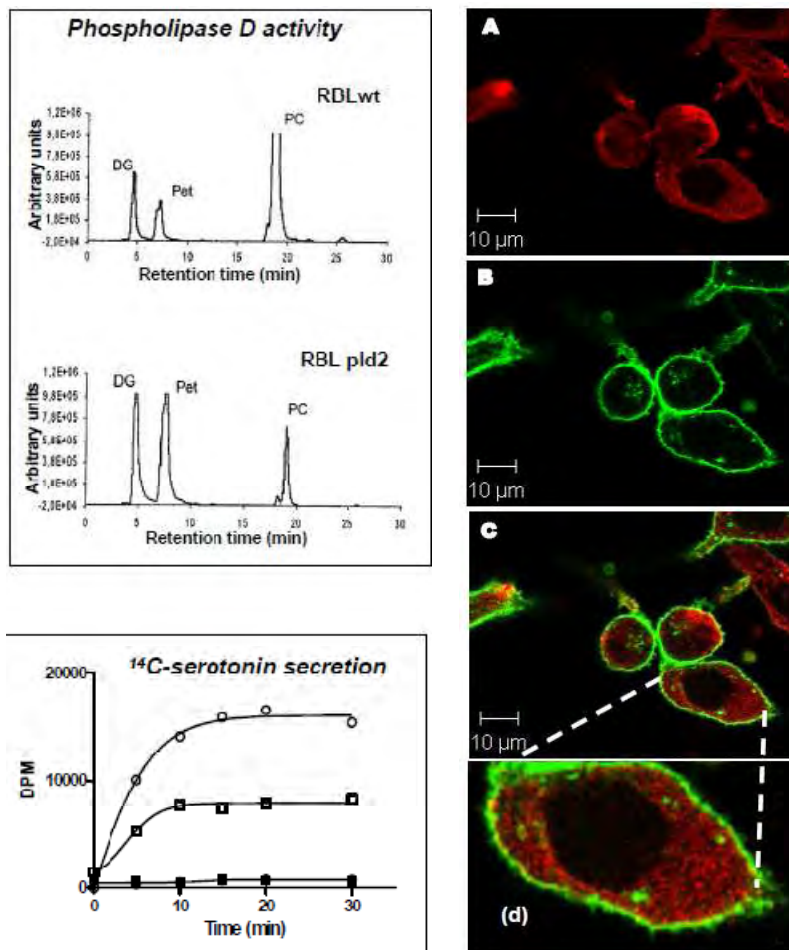 Phospholipase D activity
RBLwt
1,2E+06
9,8E+05
7,8E+05
5,8E+05
3,8E+05
1,8E+05
-2,0E+04
Arbitrary units
DG
Pet
PC
0 5 10 15 20 25 30
Retention time (min)
RBL pld2
1,2E+06
9,8E+05
7,8E+05
5,8E+05
3,8E+05
1,8E+05
-2,0E+04
Arbitrary units
DG
Pet
PC
0 5 10 15 20 25 30
Retention time (min)
¹⁴C-serotonin secretion
20000
10000
0
DPM
0 10 20 30
Time (min)
A
10 µm
B
10 µm
C
10 µm
(d)